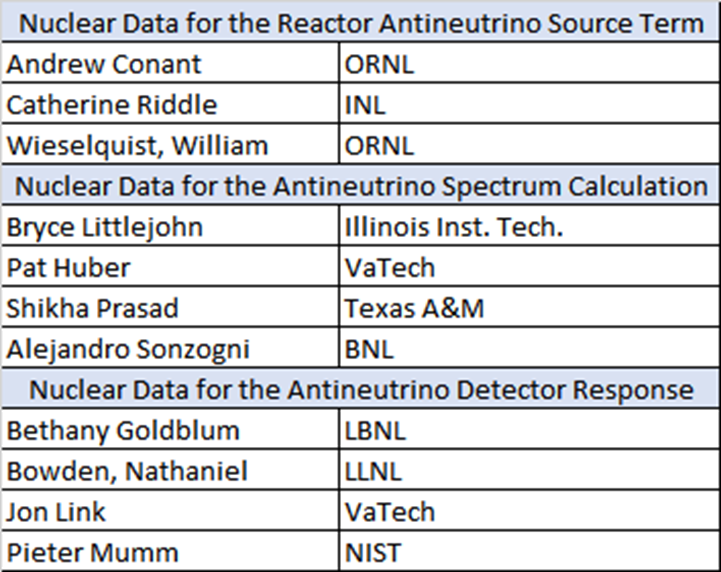 Nuclear Data for the Reactor Antineutrino Source Term
Andrew Conant ORNL
Catherine Riddle INL
Wieselquist, William ORNL
Nuclear Data for the Antineutrino Spectrum Calculation
Bryce Littlejohn Illinois Inst. Tech.
Pat Huber VaTech
Shikha Prasad Texas A&M
Alejandro Sonzogni BNL
Nuclear Data for the Antineutrino Detector Response
Bethany Goldblum LBNL
Bowden, Nathaniel LLNL
Jon Link VaTech
Pieter Mumm NIST